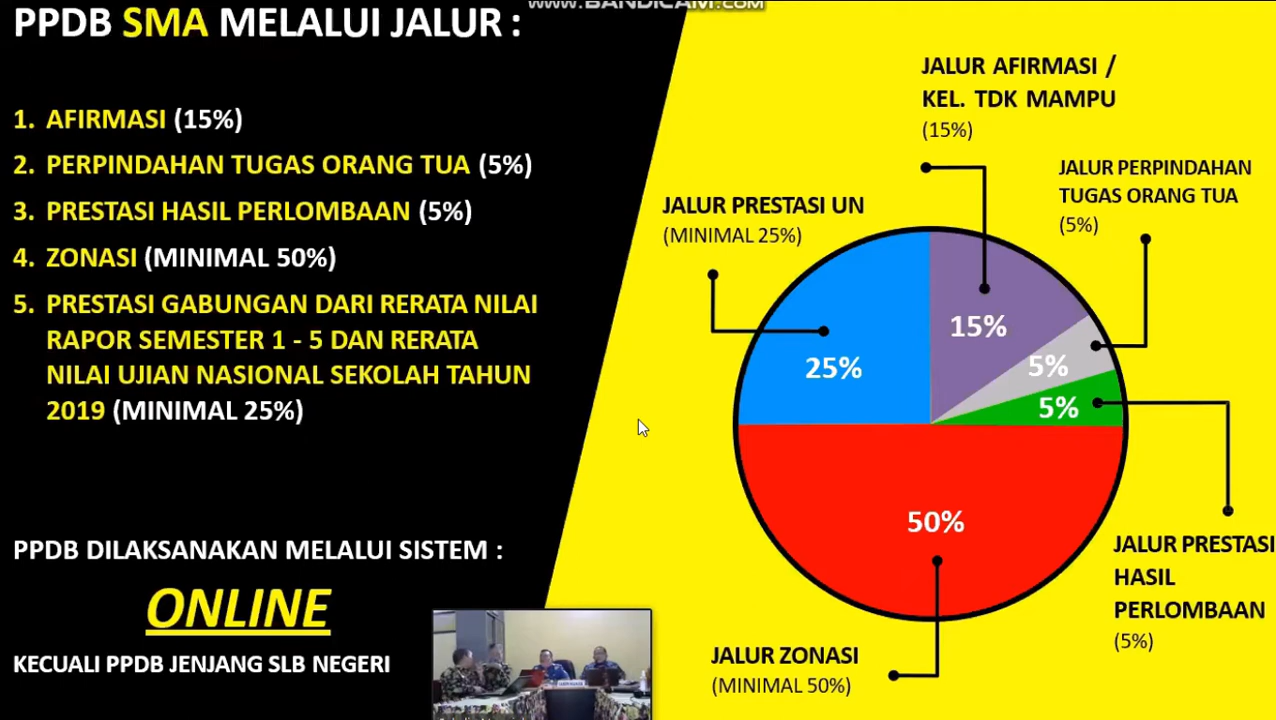 www.BANDICAM.com
PPDB SMA MELALUI JALUR :
1. AFIRMASI (15%)
2. PERPINDAHAN TUGAS ORANG TUA (5%)
3. PRESTASI HASIL PERLOMBAAN (5%)
4. ZONASI (MINIMAL 50%)
5. PRESTASI GABUNGAN DARI RERATA NILAI
RAPOR SEMESTER 1 - 5 DAN RERATA
NILAI UJIAN NASIONAL SEKOLAH TAHUN
2019 (MINIMAL 25%)
PPDB DILAKSANAKAN MELALUI SISTEM :
ONLINE
KECUALI PPDB JENJANG SLB NEGERI
JALUR AFIRMASI /
KEL. TDK MAMPU
(15%)
JALUR PERPINDAHAN
TUGAS ORANG TUA
(5%)
JALUR PRESTASI UN
(MINIMAL 25%)
15%
5%
25%
5%
50%
JALUR PRESTASI
HASIL
PERLOMBAAN
(5%)
JALUR ZONASI
(MINIMAL 50%)